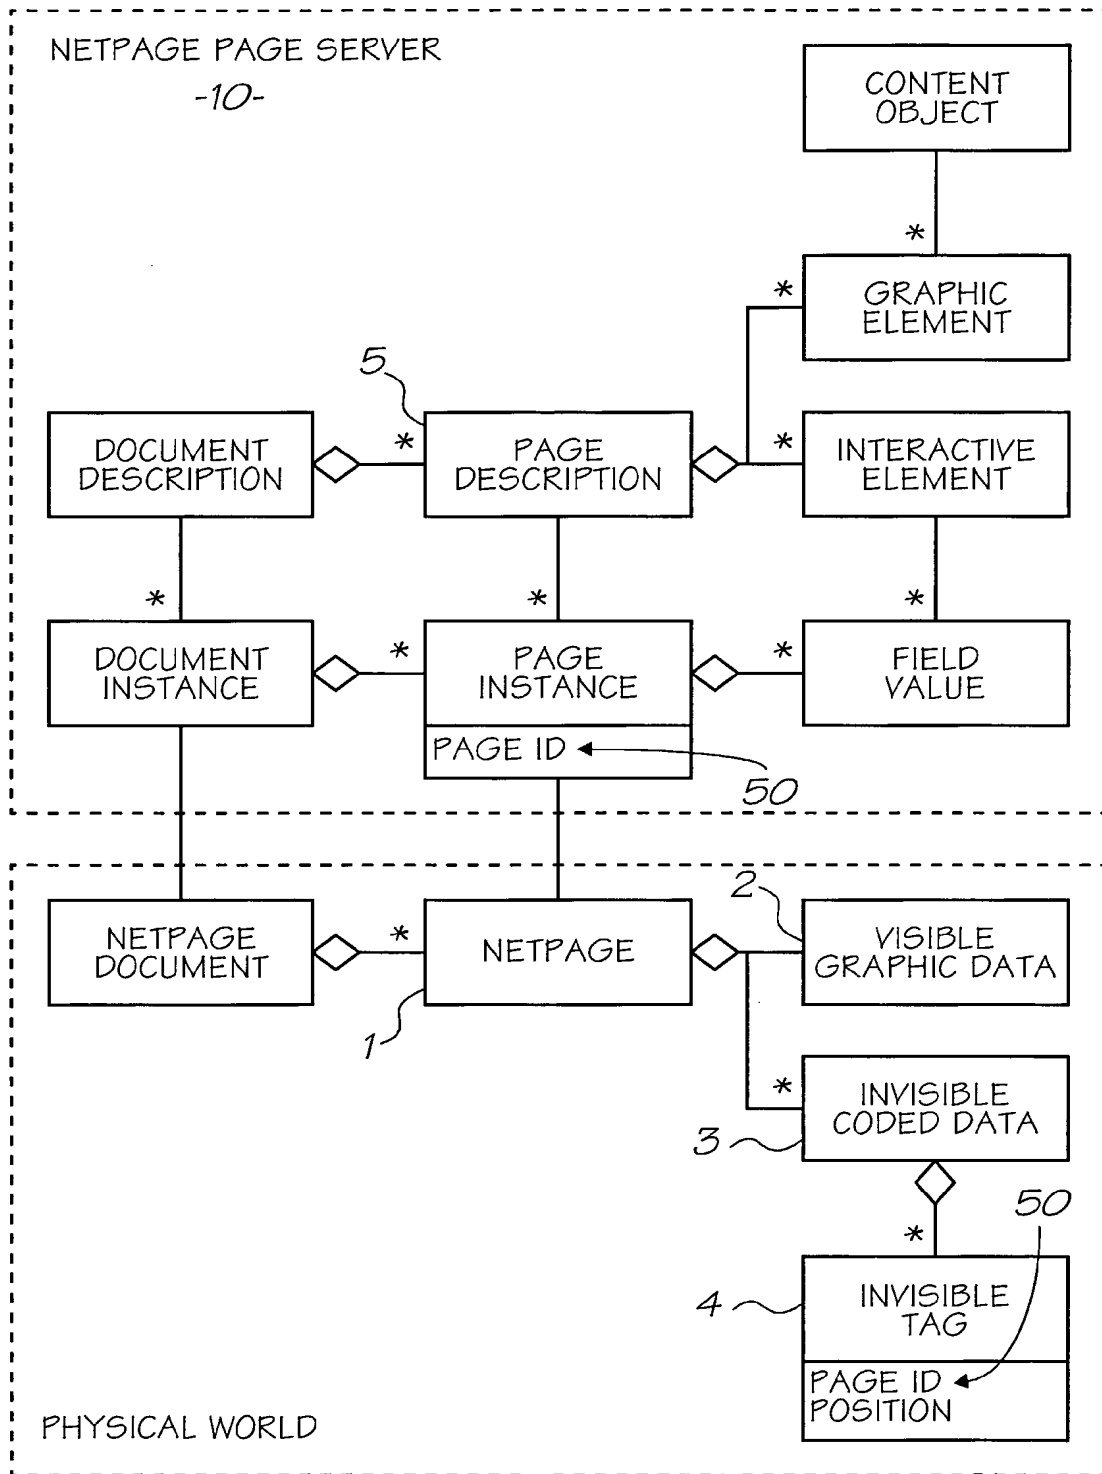 NETPAGE PAGE SERVER
-10-
CONTENT
OBJECT
*
*
GRAPHIC
ELEMENT
5
DOCUMENT
DESCRIPTION
*
PAGE
DESCRIPTION
*
INTERACTIVE
ELEMENT
*
*
*
DOCUMENT
INSTANCE
*
PAGE
INSTANCE
*
FIELD
VALUE
PAGE ID
50
NETPAGE
DOCUMENT
*
NETPAGE
1
2
VISIBLE
GRAPHIC DATA
*
INVISIBLE
CODED DATA
3
*
50
4
INVISIBLE
TAG
PAGE ID
POSITION
PHYSICAL WORLD